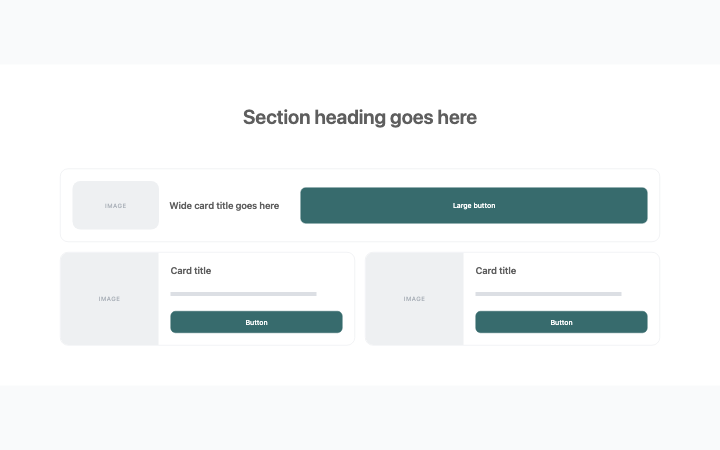 Section heading goes here
IMAGE
Wide card title goes here
Large button
IMAGE
Card title
Button
IMAGE
Card title
Button